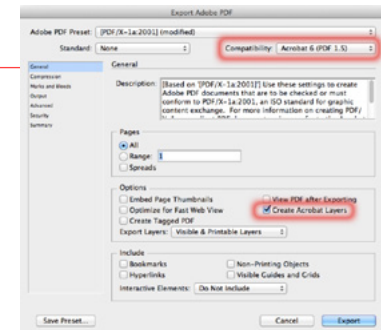 Export Adobe PDF
Adobe PDF Preset: [PDF/X-1a:2001] (modified)
Standard: None Compatibility: Acrobat 6 (PDF 1.5)
General
Compression
Marks and Bleeds
Output
Advanced
Security
Summary
General
Description: [Based on '[PDF/X-1a:2001]'] Use these settings to create
Adobe PDF documents that are to be checked or must
conform to PDF/X-1a:2001, an ISO standard for graphic
content exchange. For more information on creating PDF/
Pages
All
Range: 1
Spreads
Options
Embed Page Thumbnails View PDF after Exporting
Optimize for Fast Web View Create Acrobat Layers
Create Tagged PDF
Export Layers: Visible & Printable Layers
Include
Bookmarks Non-Printing Objects
Hyperlinks Visible Guides and Grids
Interactive Elements: Do Not Include
Save Preset... Cancel Export